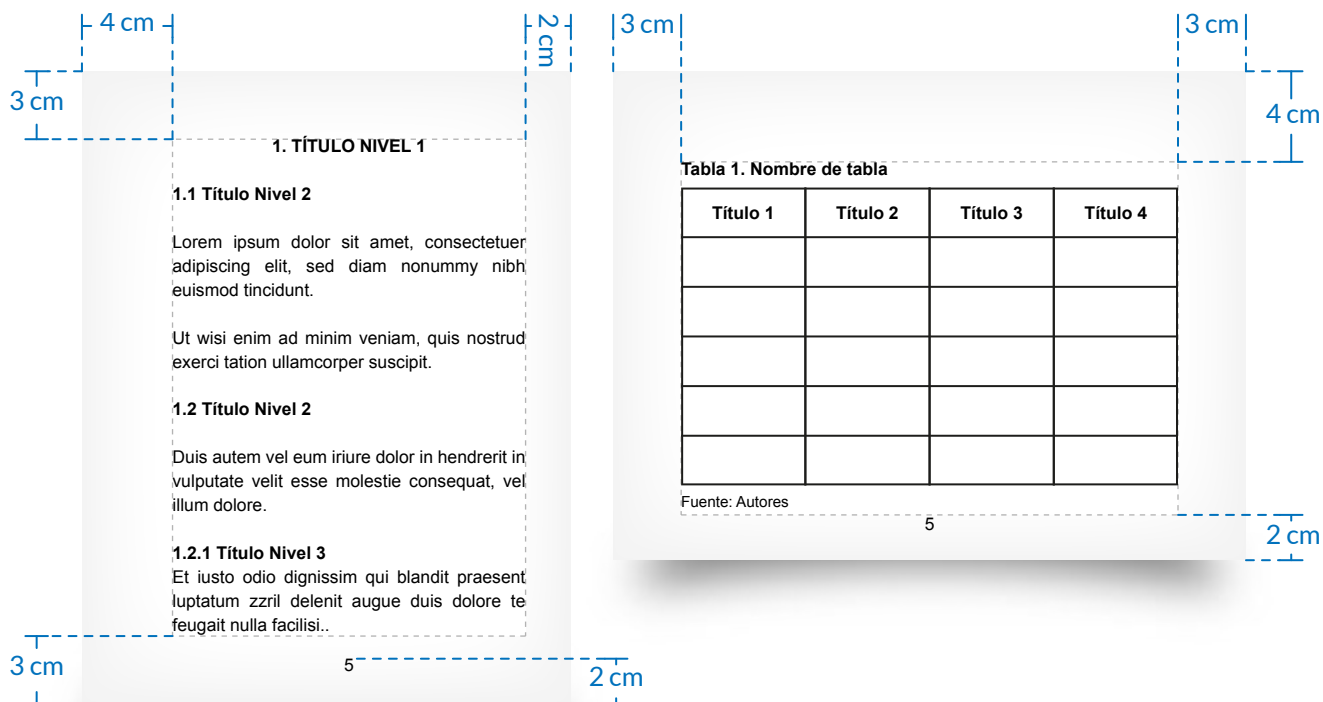 4 cm
2 cm
3 cm
1. TÍTULO NIVEL 1
1.1 Título Nivel 2
Lorem ipsum dolor sit amet, consectetuer
adipiscing elit, sed diam nonummy nibh
euismod tincidunt.
Ut wisi enim ad minim veniam, quis nostrud
exerci tation ullamcorper suscipit.
1.2 Título Nivel 2
Duis autem vel eum iriure dolor in hendrerit in
vulputate velit esse molestie consequat, vel
illum dolore.
1.2.1 Título Nivel 3
Et iusto odio dignissim qui blandit praesent
luptatum zzril delenit augue duis dolore te
feugait nulla facilisi..
3 cm
5
2 cm
3 cm
3 cm
4 cm
Tabla 1. Nombre de tabla
Título 1 Título 2 Título 3 Título 4
Fuente: Autores
5
2 cm